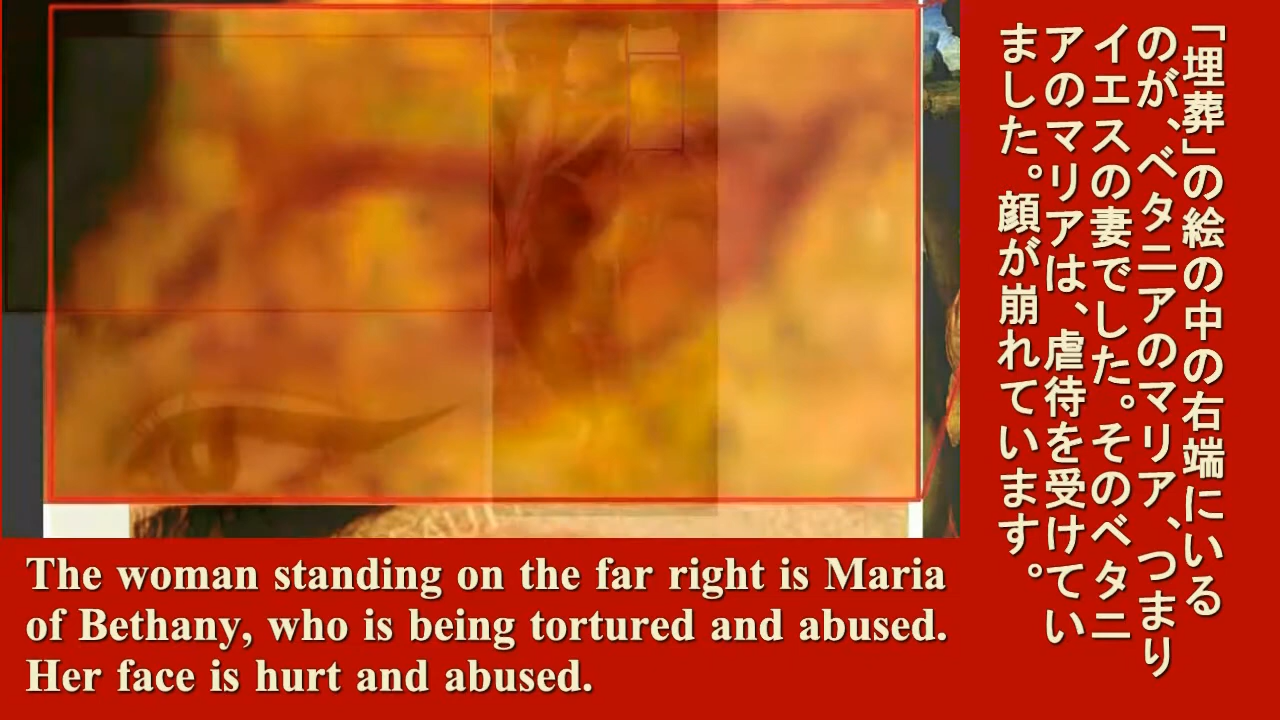 「埋葬」の絵の中の右端にいる
のが、ベタニアのマリア、つまり
イエスの妻でした。そのベタニ
アのマリアは、虐待を受けてい
ました。顔が崩れています。
The woman standing on the far right is Maria
of Bethany, who is being tortured and abused.
Her face is hurt and abused.